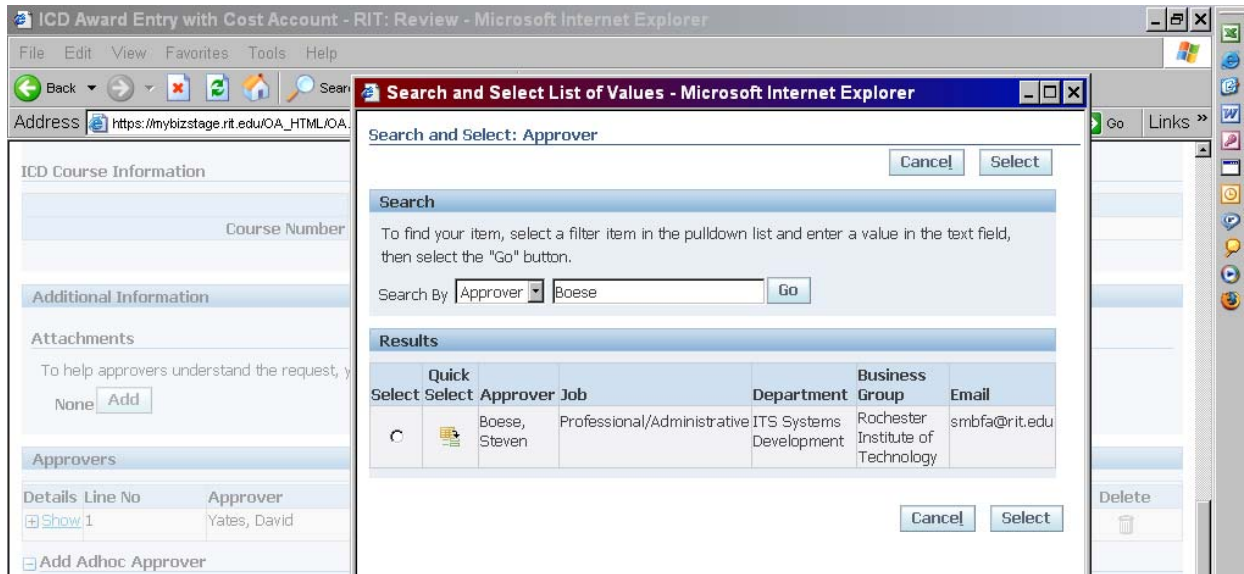 ICD Award Entry with Cost Account - RIT: Review - Microsoft Internet Explorer
File Edit View Favorites Tools Help
Back
Address https://mybizstage.rit.edu/OA_HTML/OA.
Go Links »
Search and Select List of Values - Microsoft Internet Explorer
Search and Select: Approver
Cancel Select
Search
To find your item, select a filter item in the pulldown list and enter a value in the text field,
then select the "Go" button.
Search By Approver Boese Go
Results
Select Quick Select Approver Job Department Business Group Email
Boese, Steven Professional/Administrative ITS Systems Development Rochester Institute of Technology smbfa@rit.edu
Cancel Select
ICD Course Information
Course Number
Additional Information
Attachments
To help approvers understand the request,
None Add
Approvers
Details Line No Approver Delete
Show 1 Yates, David
Add Adhoc Approver